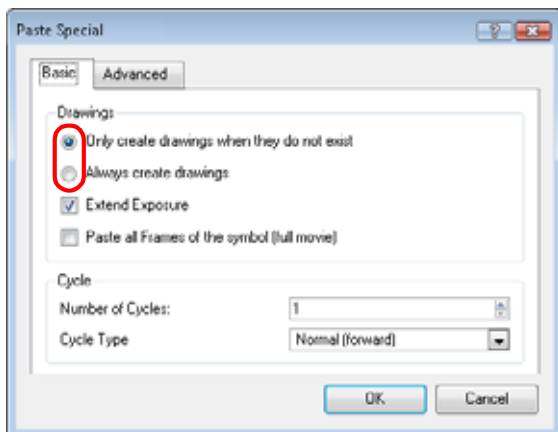 Paste Special
Basic Advanced
Drawings
Only create drawings when they do not exist
Always create drawings
Extend Exposure
Paste all Frames of the symbol (full movie)
Cycle
Number of Cycles: 1
Cycle Type Normal (forward)
OK Cancel